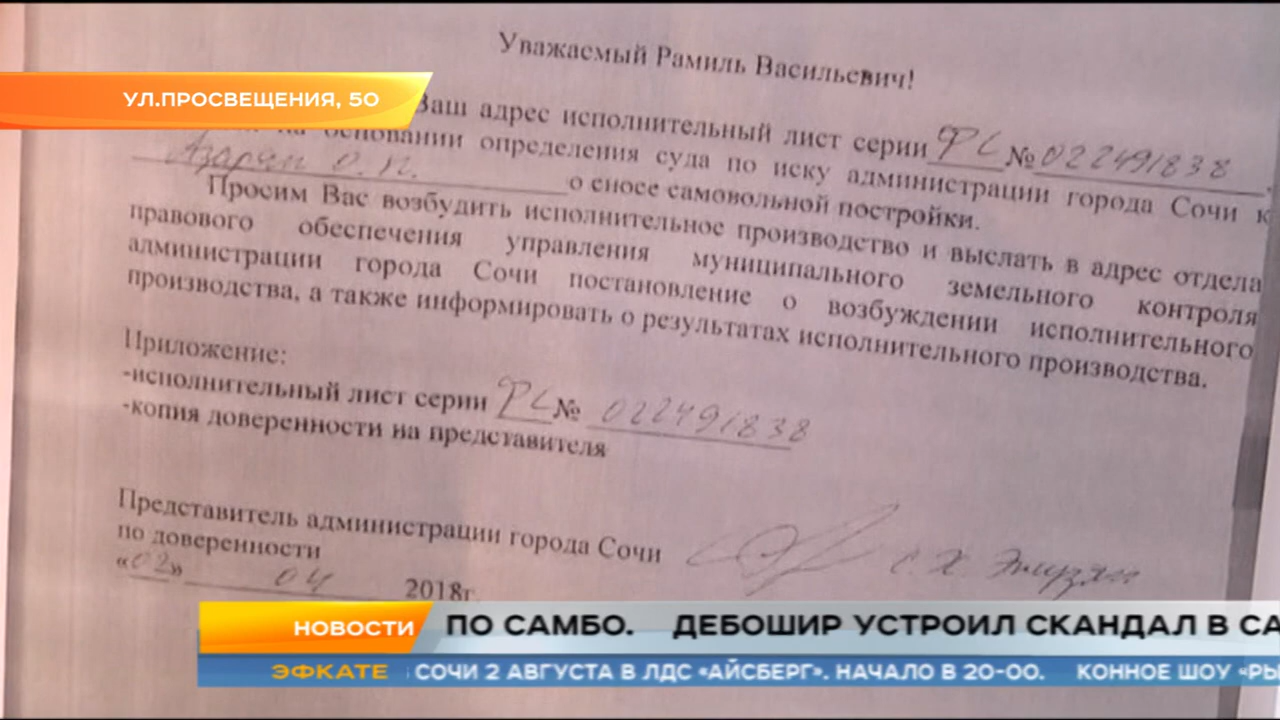 Уважаемый Рамиль Васильевич!
УЛ.ПРОСВЕЩЕНИЯ, 50
Ваш адрес исполнительный лист серии ФС № 022491838
на основании определения суда по иску администрации города Сочи к
Азарян О. П. о сносе самовольной постройки.
Просим Вас возбудить исполнительное производство и выслать в адрес отдела
правового обеспечения управления муниципального земельного контроля
администрации города Сочи постановление о возбуждении исполнительного
производства, а также информировать о результатах исполнительного производства.
Приложение:
-исполнительный лист серии ФС № 022491838
-копия доверенности на представителя
Представитель администрации города Сочи
по доверенности С. Х.
«02» 04 2018г.
НОВОСТИ ПО САМБО. ДЕБОШИР УСТРОИЛ СКАНДАЛ В СА
ЭФКАТЕ СОЧИ 2 АВГУСТА В ЛДС «АЙСБЕРГ». НАЧАЛО В 20-00. КОННОЕ ШОУ «РЫ